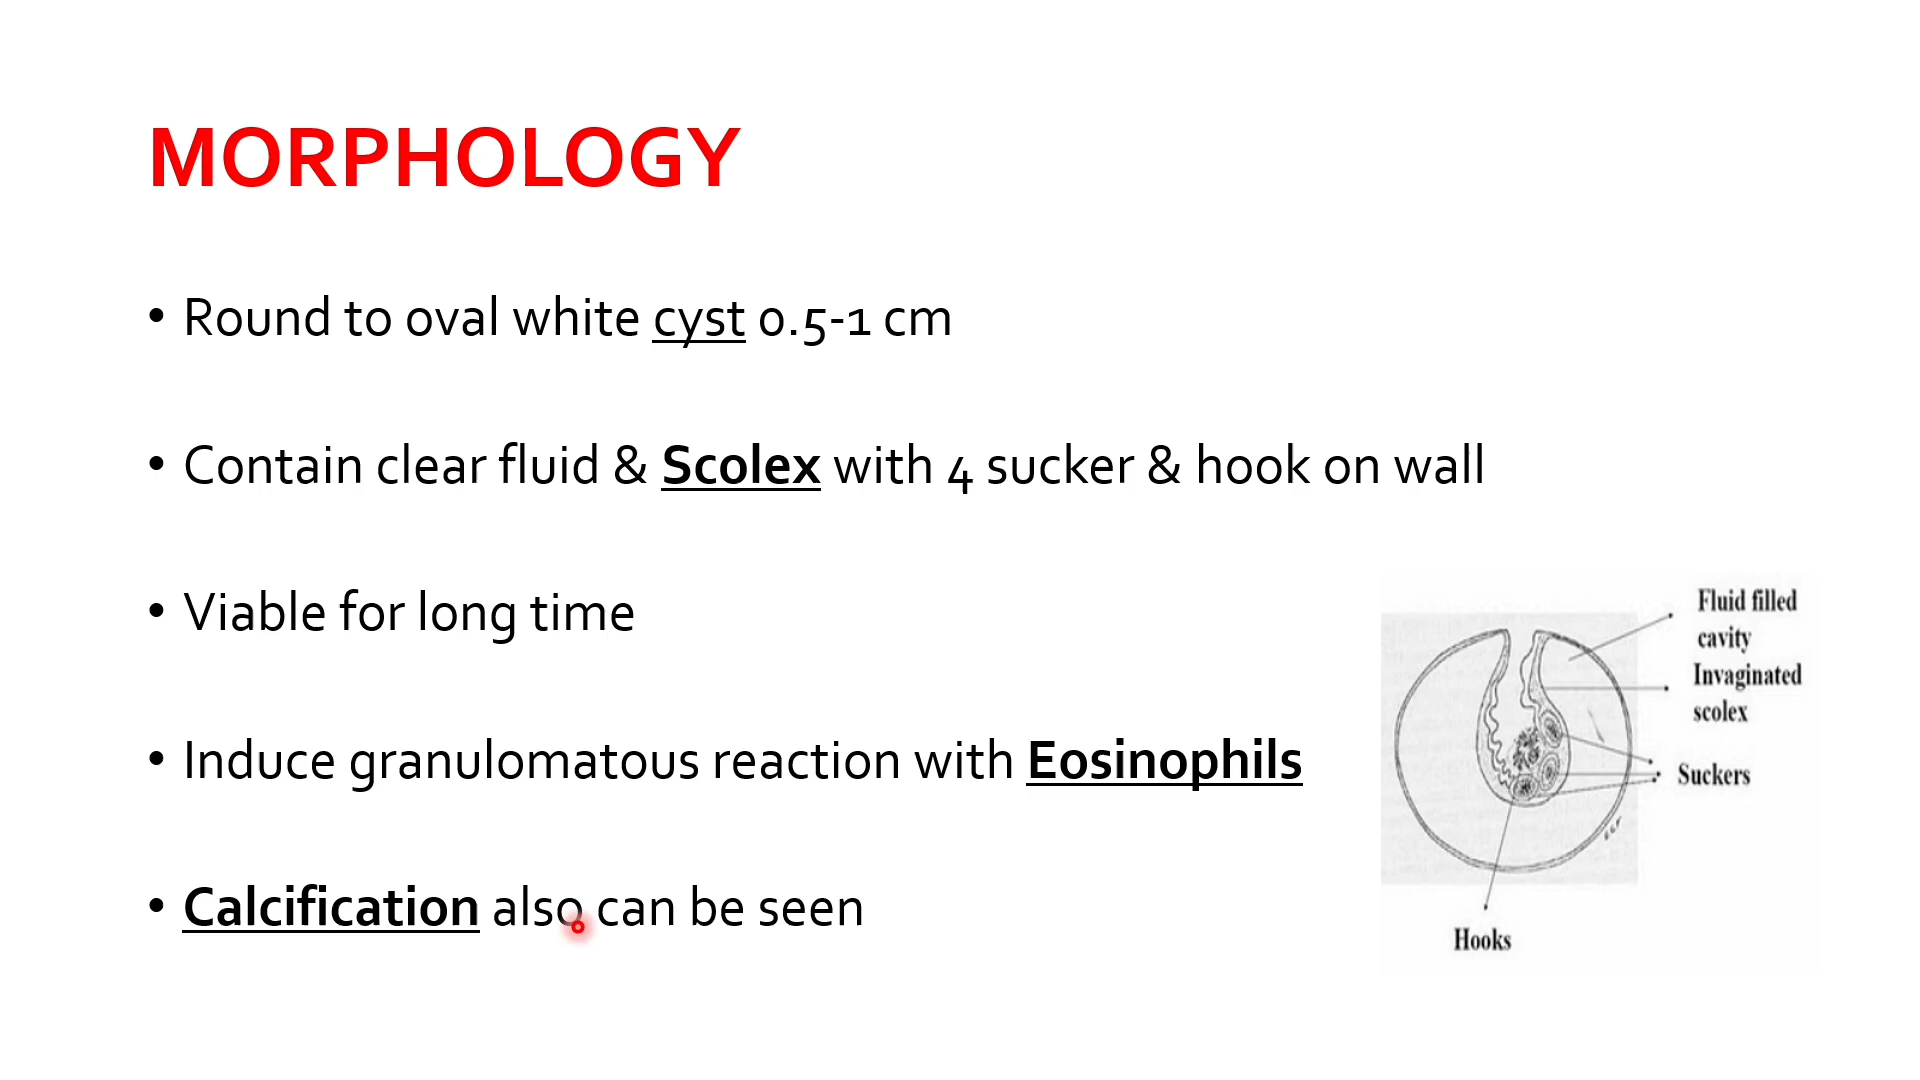 MORPHOLOGY
• Round to oval white cyst 0.5-1 cm
• Contain clear fluid & Scolex with 4 sucker & hook on wall
• Viable for long time
• Induce granulomatous reaction with Eosinophils
• Calcification also can be seen
Fluid filled
cavity
Invaginated
scolex
Suckers
Hooks